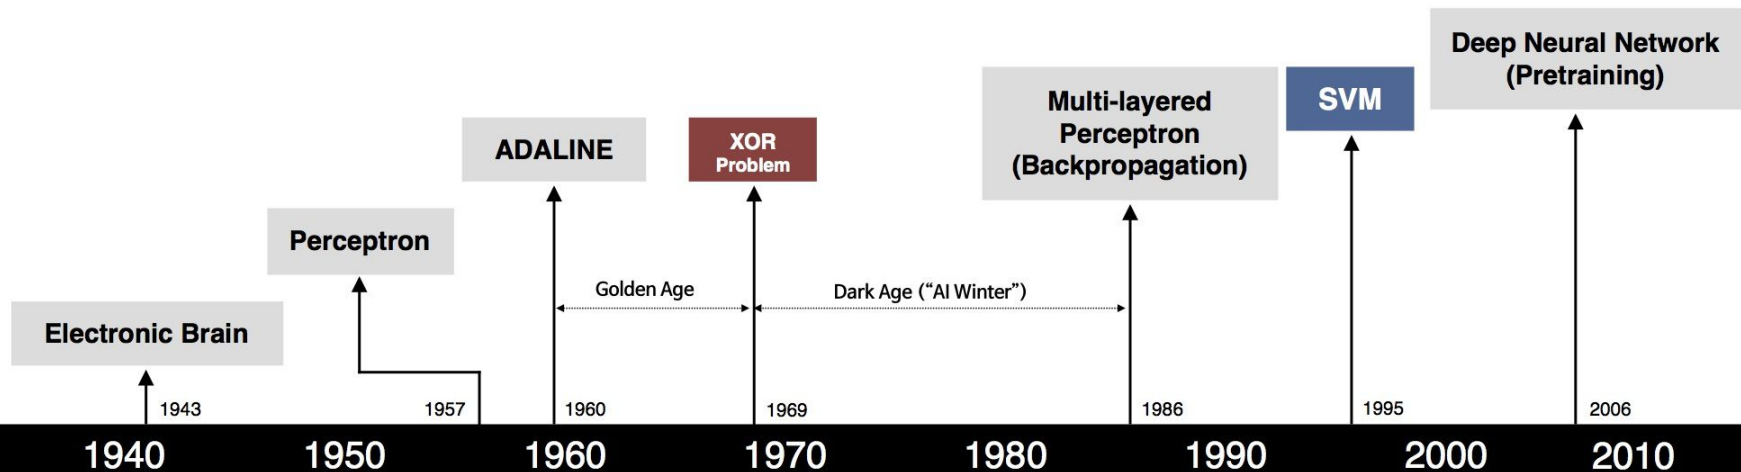 Deep Neural Network
(Pretraining)
Multi-layered
Perceptron
(Backpropagation)
SVM
ADALINE
XOR
Problem
Perceptron
Golden Age
Dark Age (“AI Winter”)
Electronic Brain
1943
1957
1960
1969
1986
1995
2006
1940
1950
1960
1970
1980
1990
2000
2010